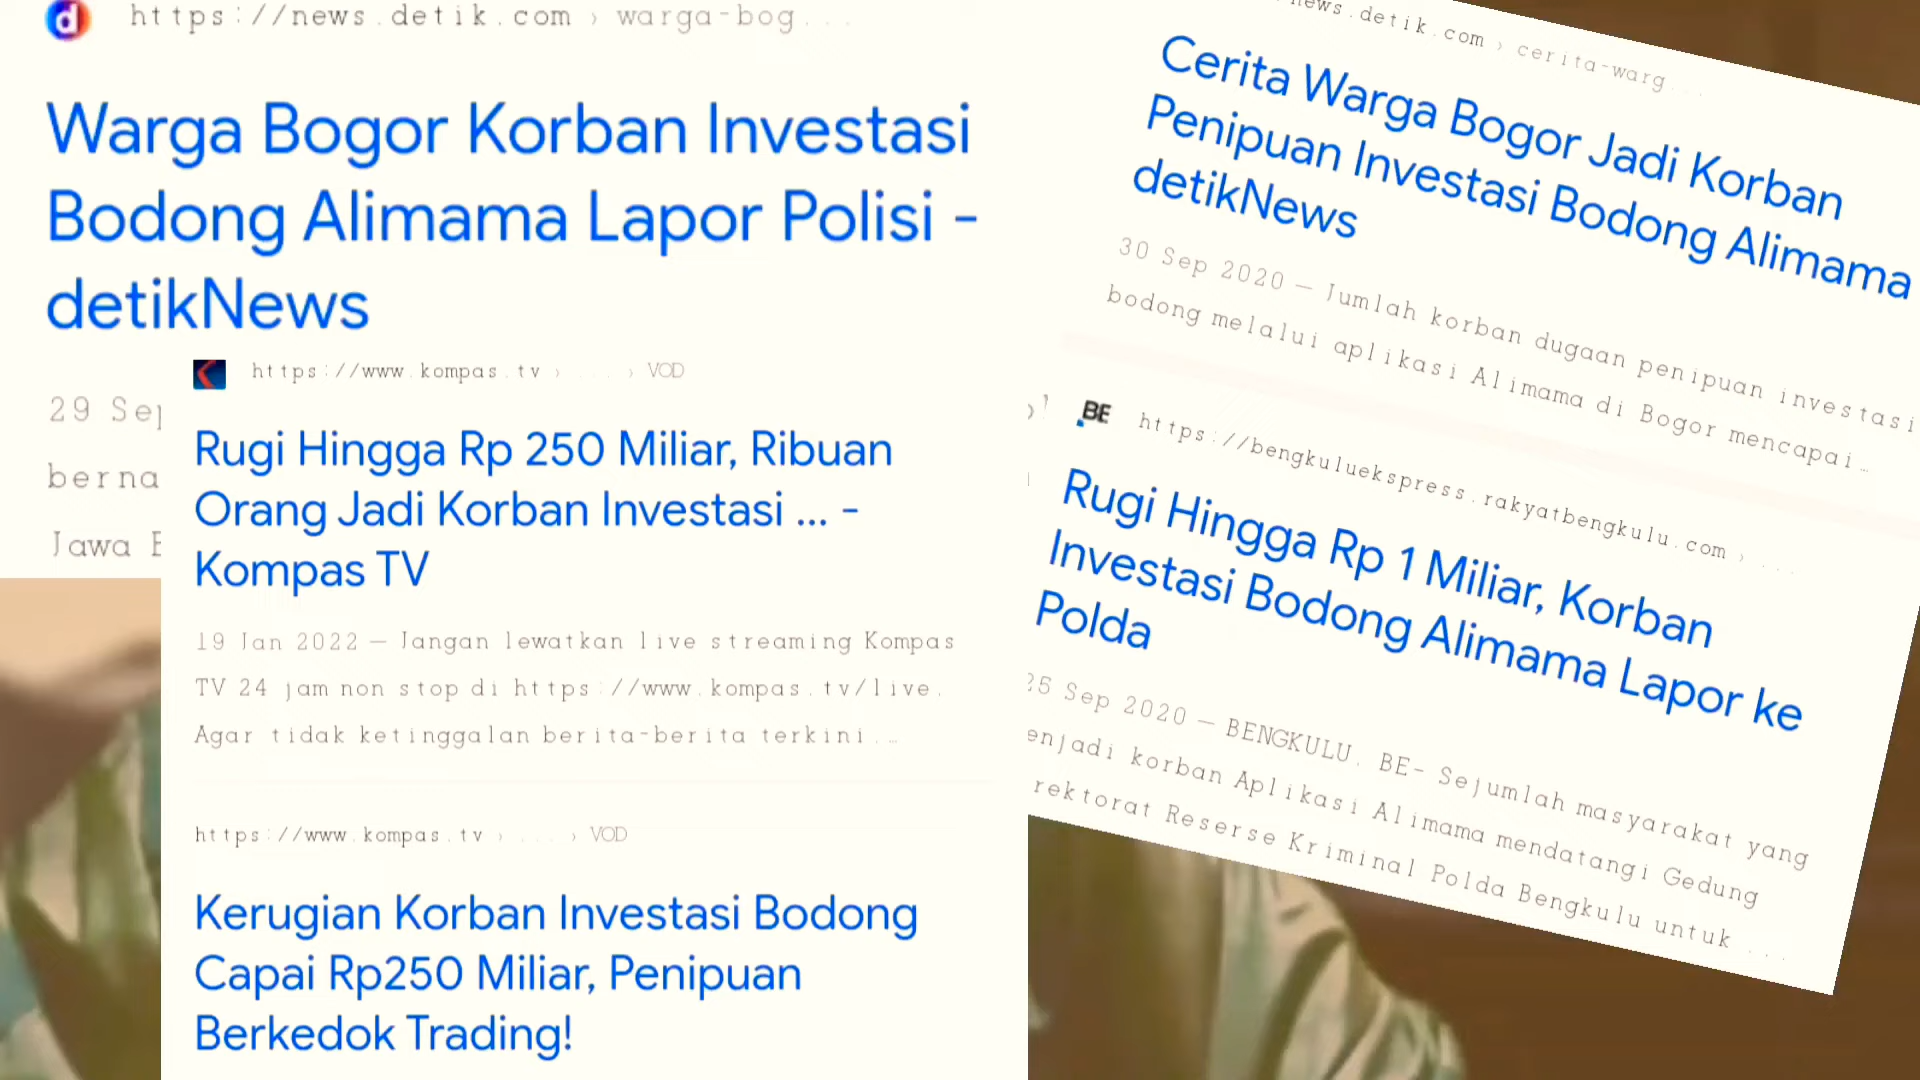 https://news.detik.com › warga-bog...
Warga Bogor Korban Investasi
Bodong Alimama Lapor Polisi -
detikNews
29 Sep
berna
Jawa
https://www.kompas.tv › ... › VOD
Rugi Hingga Rp 250 Miliar, Ribuan
Orang Jadi Korban Investasi ... -
Kompas TV
19 Jan 2022 — Jangan lewatkan live streaming Kompas
TV 24 jam non stop di https://www.kompas.tv/live.
Agar tidak ketinggalan berita-berita terkini. ...
https://www.kompas.tv › ... › VOD
Kerugian Korban Investasi Bodong
Capai Rp250 Miliar, Penipuan
Berkedok Trading!
news.detik.com › cerita-warg...
Cerita Warga Bogor Jadi Korban
Penipuan Investasi Bodong Alimama
detikNews
30 Sep 2020 — Jumlah korban dugaan penipuan investasi
bodong melalui aplikasi Alimama di Bogor mencapai...
BE
https://bengkuluekspress.rakyatbengkulu.com › ...
Rugi Hingga Rp 1 Miliar, Korban
Investasi Bodong Alimama Lapor ke
Polda
25 Sep 2020 — BENGKULU, BE- Sejumlah masyarakat yang
enjadi korban Aplikasi Alimama mendatangi Gedung
rektorat Reserse Kriminal Polda Bengkulu untuk ...